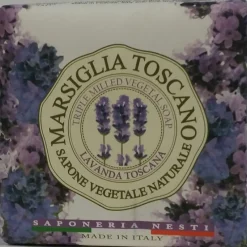 MARSIGLIA TOSCANO
TRIPLE MILLED VEGETAL SOAP
LAVANDA TOSCANA
SAPONE VEGETALE NATURALE
SAPONERIA NESTI
MADE IN ITALY